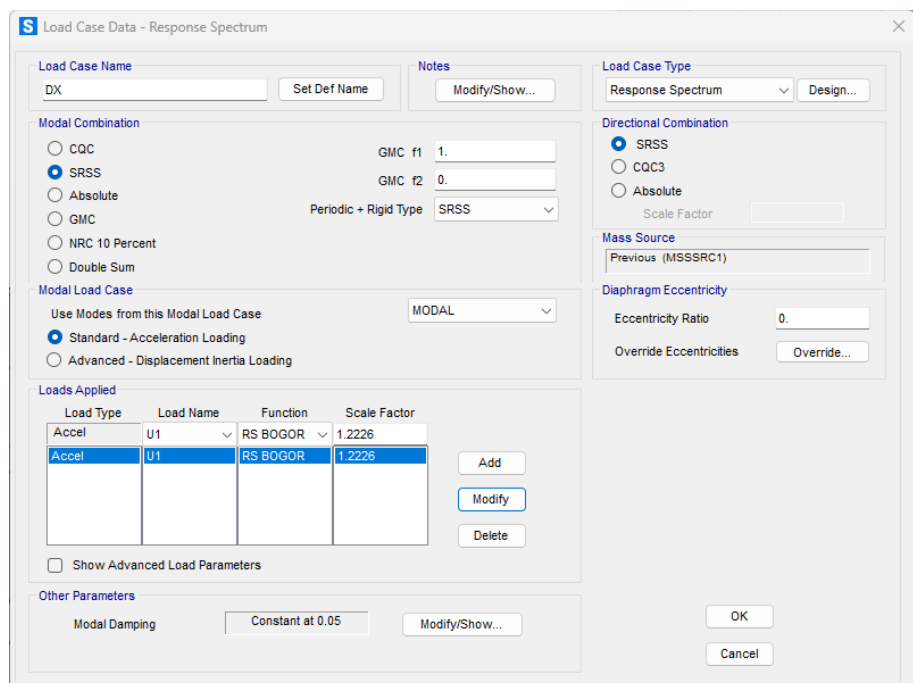 S Load Case Data - Response Spectrum
Load Case Name
DX
Set Def Name
Notes
Modify/Show...
Load Case Type
Response Spectrum
Design...
Modal Combination
CQC
SRSS
Absolute
GMC
NRC 10 Percent
Double Sum
GMC f1 1.
GMC f2 0.
Periodic + Rigid Type SRSS
Directional Combination
SRSS
CQC3
Absolute
Scale Factor
Mass Source
Previous (MSSSRC1)
Modal Load Case
Use Modes from this Modal Load Case MODAL
Standard - Acceleration Loading
Advanced - Displacement Inertia Loading
Diaphragm Eccentricity
Eccentricity Ratio 0.
Override Eccentricities Override...
Loads Applied
Load Type Load Name Function Scale Factor
Accel U1 RS BOGOR 1.2226
Accel U1 RS BOGOR 1.2226
Add
Modify
Delete
Show Advanced Load Parameters
Other Parameters
Modal Damping Constant at 0.05 Modify/Show...
OK
Cancel